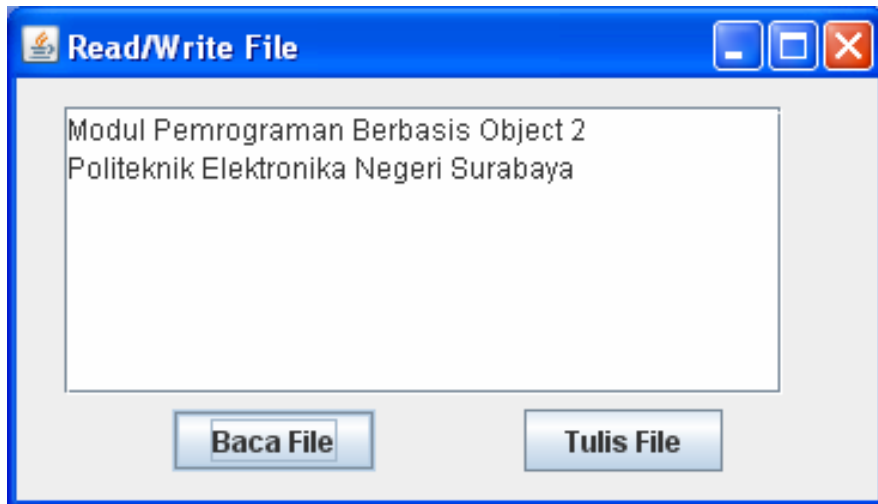 Read/Write File
Modul Pemrograman Berbasis Object 2
Politeknik Elektronika Negeri Surabaya
Baca File
Tulis File